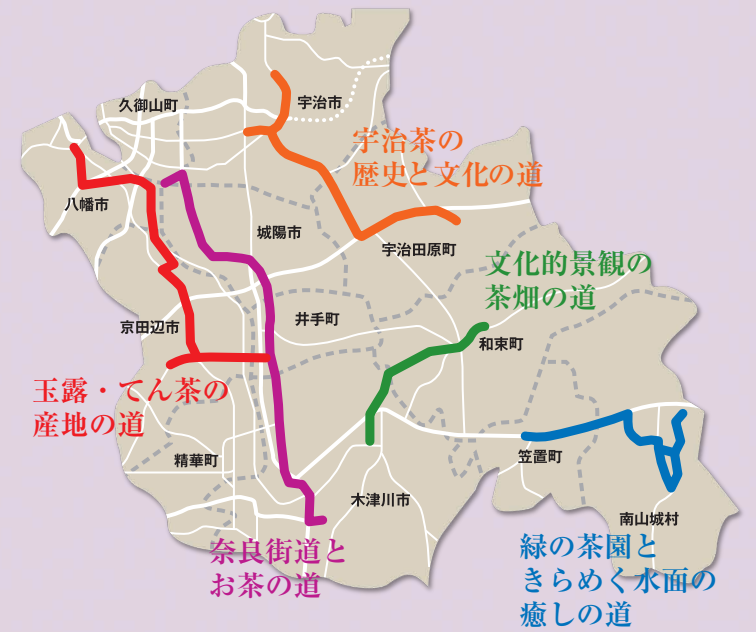 久御山町
宇治市
宇治茶の
歴史と文化の道
八幡市
城陽市
宇治田原町
文化的景観の
茶畑の道
京田辺市
井手町
和束町
玉露・てん茶の
産地の道
精華町
木津川市
笠置町
南山城村
奈良街道と
お茶の道
緑の茶園と
きらめく水面の
癒しの道